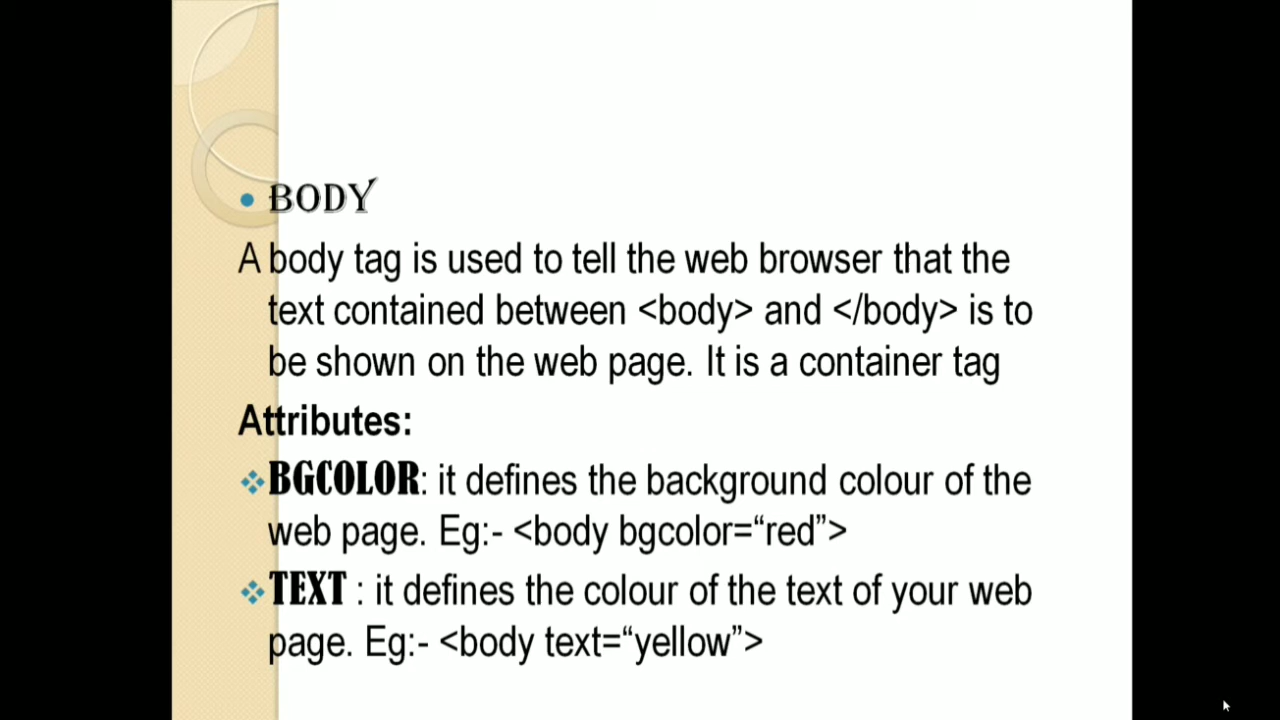 BODY
A body tag is used to tell the web browser that the
text contained between <body> and </body> is to
be shown on the web page. It is a container tag
Attributes:
BGCOLOR: it defines the background colour of the
web page. Eg:- <body bgcolor=“red”>
TEXT : it defines the colour of the text of your web
page. Eg:- <body text=“yellow”>